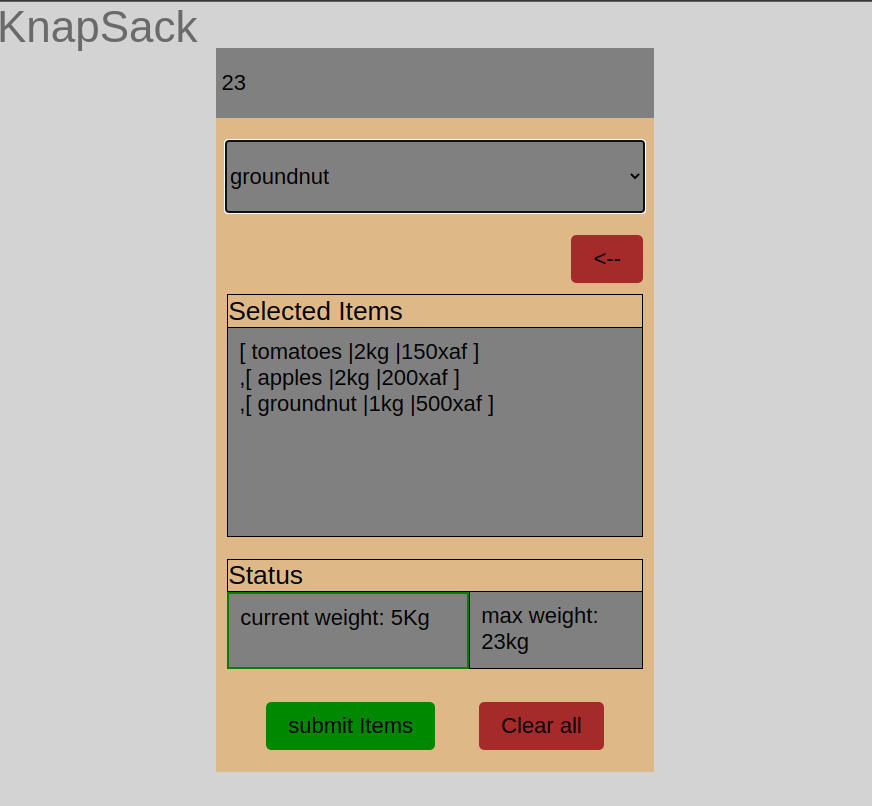 KnapSack
23
groundnut
<--
Selected Items
[ tomatoes |2kg |150xaf ]
,[ apples |2kg |200xaf ]
,[ groundnut |1kg |500xaf ]
Status
current weight: 5Kg
max weight:
23kg
submit Items
Clear all